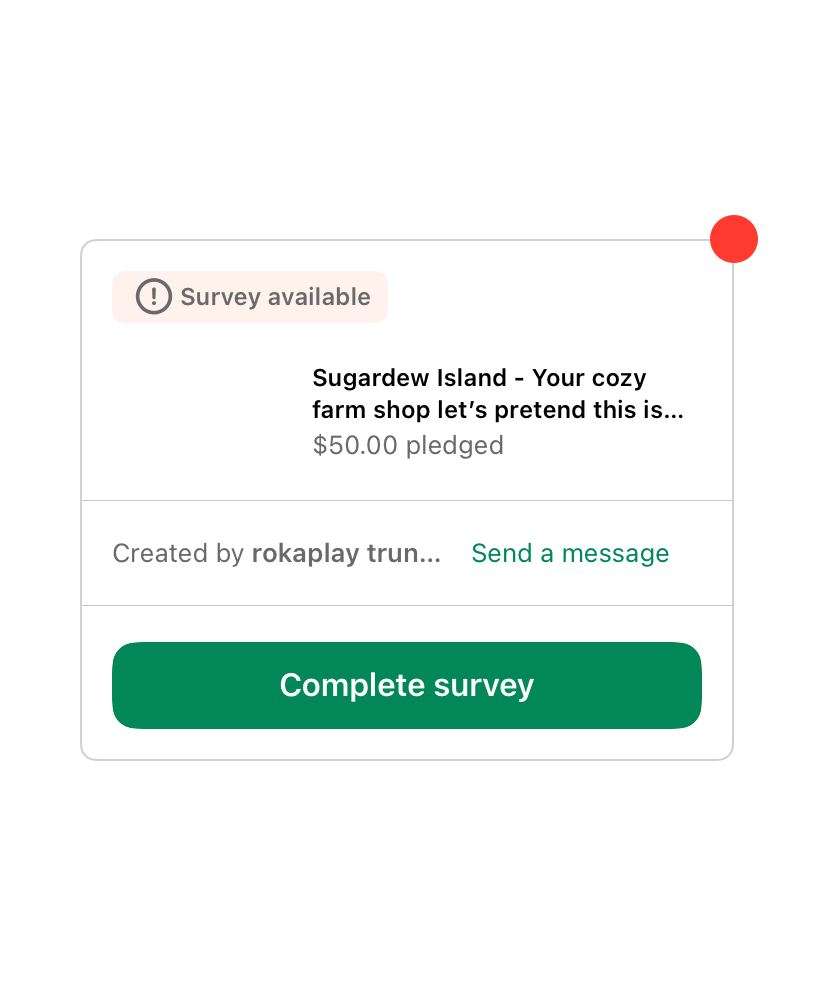 Survey available
Sugardew Island - Your cozy
farm shop let’s pretend this is...
$50.00 pledged
Created by rokaplay trun... Send a message
Complete survey